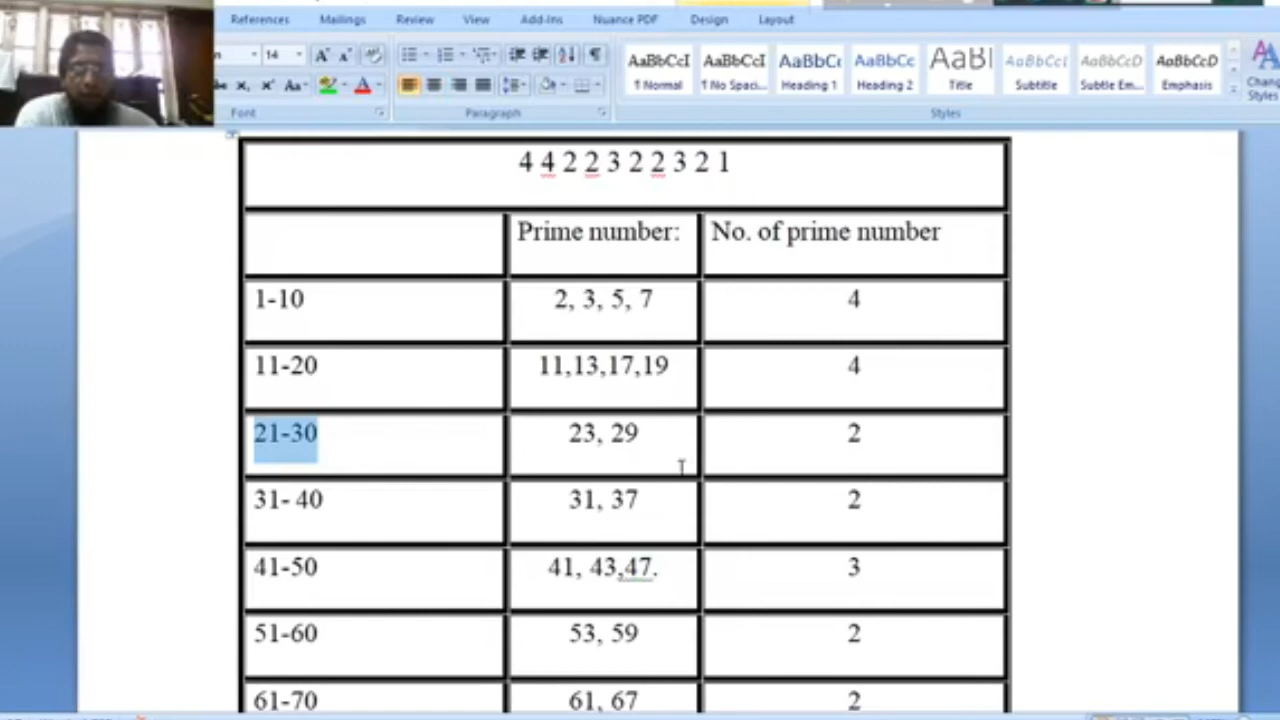 References Mailings Review View Add-Ins Nuance PDF Design Layout
14 A A Aa A
AaBbCcI AaBbCcI AaBbCc AaBbCc AaBl AaBbCcI AaBbCcD AaBbCcD
¶ Normal ¶ No Spaci... Heading 1 Heading 2 Title Subtitle Subtle Em... Emphasis
Styles
Font Paragraph Styles
4 4 2 2 3 2 2 3 2 1
Prime number: No. of prime number
1-10 2, 3, 5, 7 4
11-20 11,13,17,19 4
21-30 23, 29 2
31- 40 31, 37 2
41-50 41, 43,47. 3
51-60 53, 59 2
61-70 61, 67 2